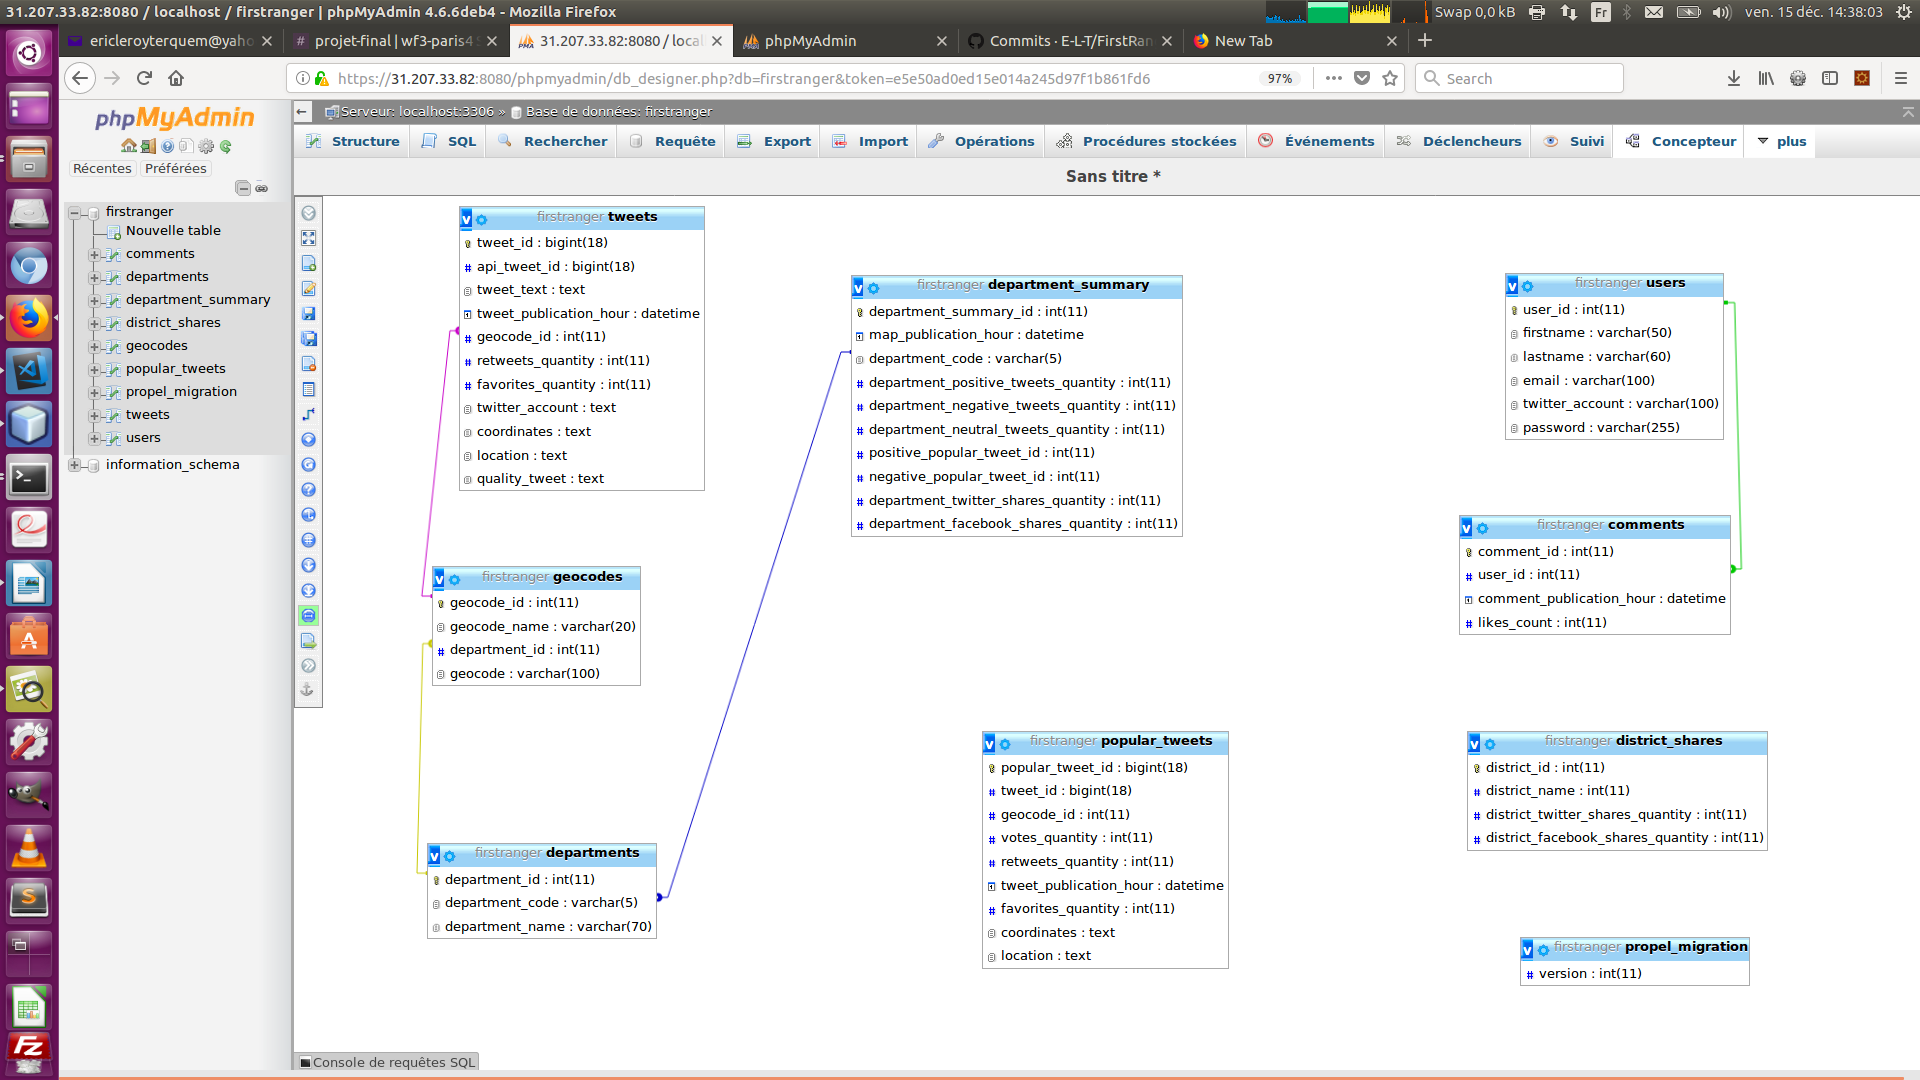 31.207.33.82:8080 / localhost / firstranger | phpMyAdmin 4.6.6deb4 - Mozilla Firefox
Swap 0,0 kB
Fr
ven. 15 déc. 14:38:03
ericleroyterquem@yaho
projet-final | wf3-paris4
31.207.33.82:8080 / local
phpMyAdmin
Commits · E-L-T/FirstRan
New Tab
https://31.207.33.82:8080/phpmyadmin/db_designer.php?db=firstranger&token=e5e50ad0ed15e014a245d97f1b861fd6
97%
Search
phpMyAdmin
Récentes
Préférées
firstranger
Nouvelle table
comments
departments
department_summary
district_shares
geocodes
popular_tweets
propel_migration
tweets
users
information_schema
Serveur: localhost:3306 » Base de données: firstranger
Structure
SQL
Rechercher
Requête
Export
Import
Opérations
Procédures stockées
Événements
Déclencheurs
Suivi
Concepteur
plus
Sans titre *
firstranger tweets
tweet_id : bigint(18)
api_tweet_id : bigint(18)
tweet_text : text
tweet_publication_hour : datetime
geocode_id : int(11)
retweets_quantity : int(11)
favorites_quantity : int(11)
twitter_account : text
coordinates : text
location : text
quality_tweet : text
firstranger department_summary
department_summary_id : int(11)
map_publication_hour : datetime
department_code : varchar(5)
department_positive_tweets_quantity : int(11)
department_negative_tweets_quantity : int(11)
department_neutral_tweets_quantity : int(11)
positive_popular_tweet_id : int(11)
negative_popular_tweet_id : int(11)
department_twitter_shares_quantity : int(11)
department_facebook_shares_quantity : int(11)
firstranger users
user_id : int(11)
firstname : varchar(50)
lastname : varchar(60)
email : varchar(100)
twitter_account : varchar(100)
password : varchar(255)
firstranger comments
comment_id : int(11)
user_id : int(11)
comment_publication_hour : datetime
likes_count : int(11)
firstranger geocodes
geocode_id : int(11)
geocode_name : varchar(20)
department_id : int(11)
geocode : varchar(100)
firstranger popular_tweets
popular_tweet_id : bigint(18)
tweet_id : bigint(18)
geocode_id : int(11)
votes_quantity : int(11)
retweets_quantity : int(11)
tweet_publication_hour : datetime
favorites_quantity : int(11)
coordinates : text
location : text
firstranger district_shares
district_id : int(11)
district_name : int(11)
district_twitter_shares_quantity : int(11)
district_facebook_shares_quantity : int(11)
firstranger departments
department_id : int(11)
department_code : varchar(5)
department_name : varchar(70)
firstranger propel_migration
version : int(11)
Console de requêtes SQL